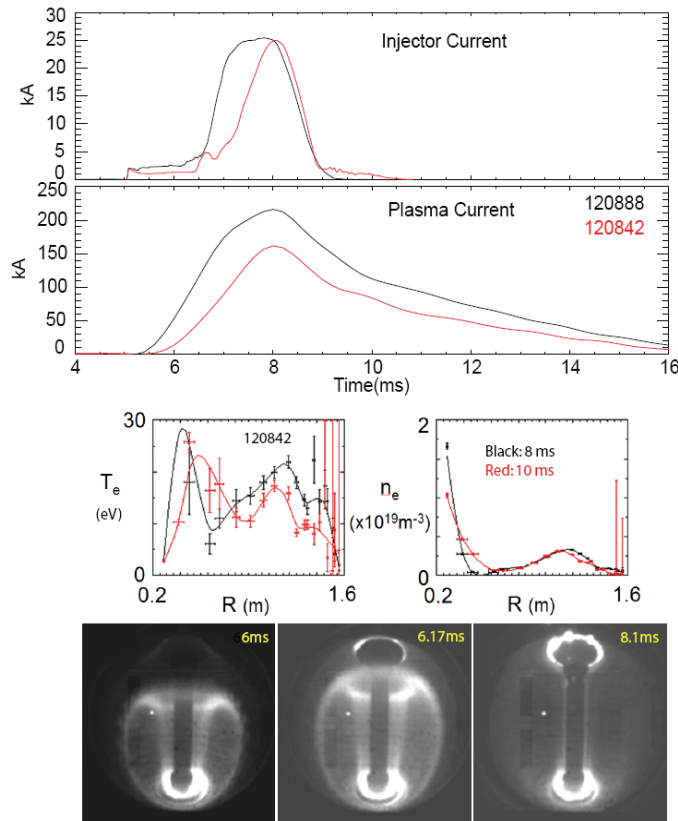 30
25
Injector Current
20
kA
15
10
5
0
250
Plasma Current
120888
200
120842
kA
150
100
50
0
4
6
8
10
12
14
16
Time(ms)
30
120842
T e
(eV)
0
0.2
R (m)
1.6
2
Black: 8 ms
Red: 10 ms
n e
(x10 19 m -3 )
0
0.2
R (m)
1.6
6ms
6.17ms
8.1ms